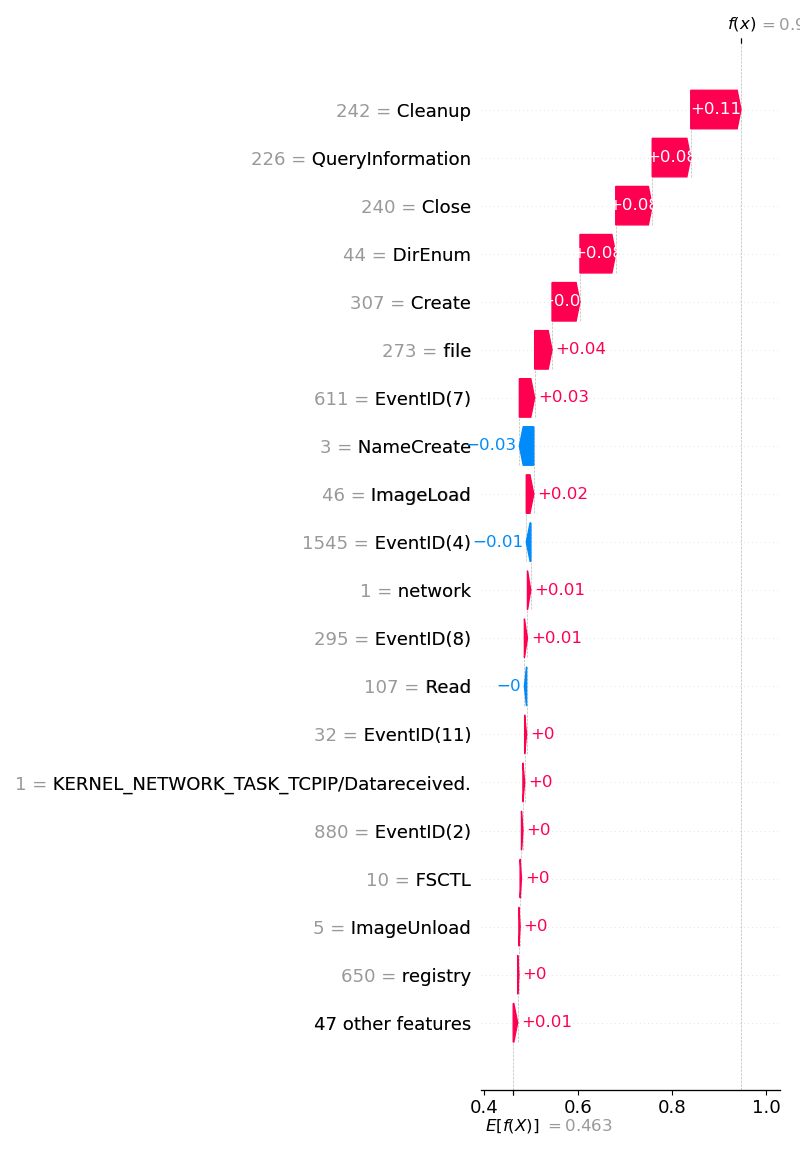 f(x) = 0.9
242 = Cleanup +0.11
226 = QueryInformation +0.08
240 = Close +0.08
44 = DirEnum +0.08
307 = Create
273 = file +0.04
611 = EventID(7) +0.03
3 = NameCreate −0.03
46 = ImageLoad +0.02
1545 = EventID(4) −0.01
1 = network +0.01
295 = EventID(8) +0.01
107 = Read −0
32 = EventID(11) +0
1 = KERNEL_NETWORK_TASK_TCPIP/Datareceived. +0
880 = EventID(2) +0
10 = FSCTL +0
5 = ImageUnload +0
650 = registry +0
47 other features +0.01
0.4 0.6 0.8 1.0
E[f(X)] = 0.463